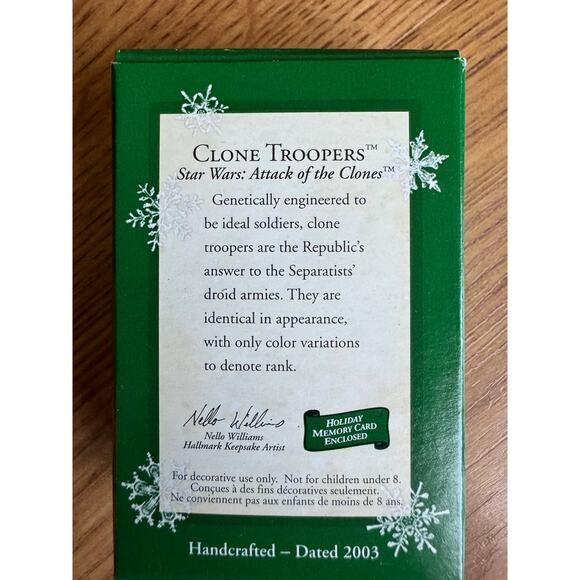 CLONE TROOPERS™
Star Wars: Attack of the Clones™
Genetically engineered to
be ideal soldiers, clone
troopers are the Republic's
answer to the Separatists'
droid armies. They are
identical in appearance,
with only color variations
to denote rank.
Nello Williams
Nello Williams
Hallmark Keepsake Artist
HOLIDAY
MEMORY CARD
ENCLOSED
For decorative use only. Not for children under 8.
Conçues à des fins décoratives seulement.
Ne conviennent pas aux enfants de moins de 8 ans.
Handcrafted – Dated 2003